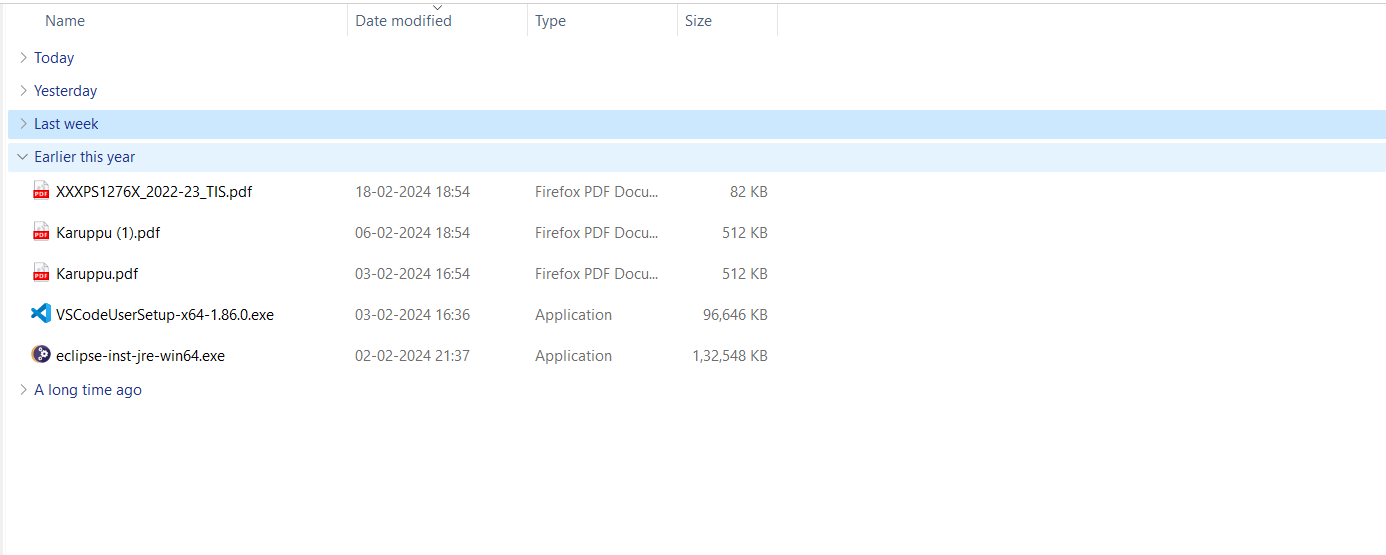 Name Date modified Type Size
Today
Yesterday
Last week
Earlier this year
PDF XXXPS1276X_2022-23_TIS.pdf 18-02-2024 18:54 Firefox PDF Docu... 82 KB
PDF Karuppu (1).pdf 06-02-2024 18:54 Firefox PDF Docu... 512 KB
PDF Karuppu.pdf 03-02-2024 16:54 Firefox PDF Docu... 512 KB
VSCodeUserSetup-x64-1.86.0.exe 03-02-2024 16:36 Application 96,646 KB
eclipse-inst-jre-win64.exe 02-02-2024 21:37 Application 1,32,548 KB
A long time ago